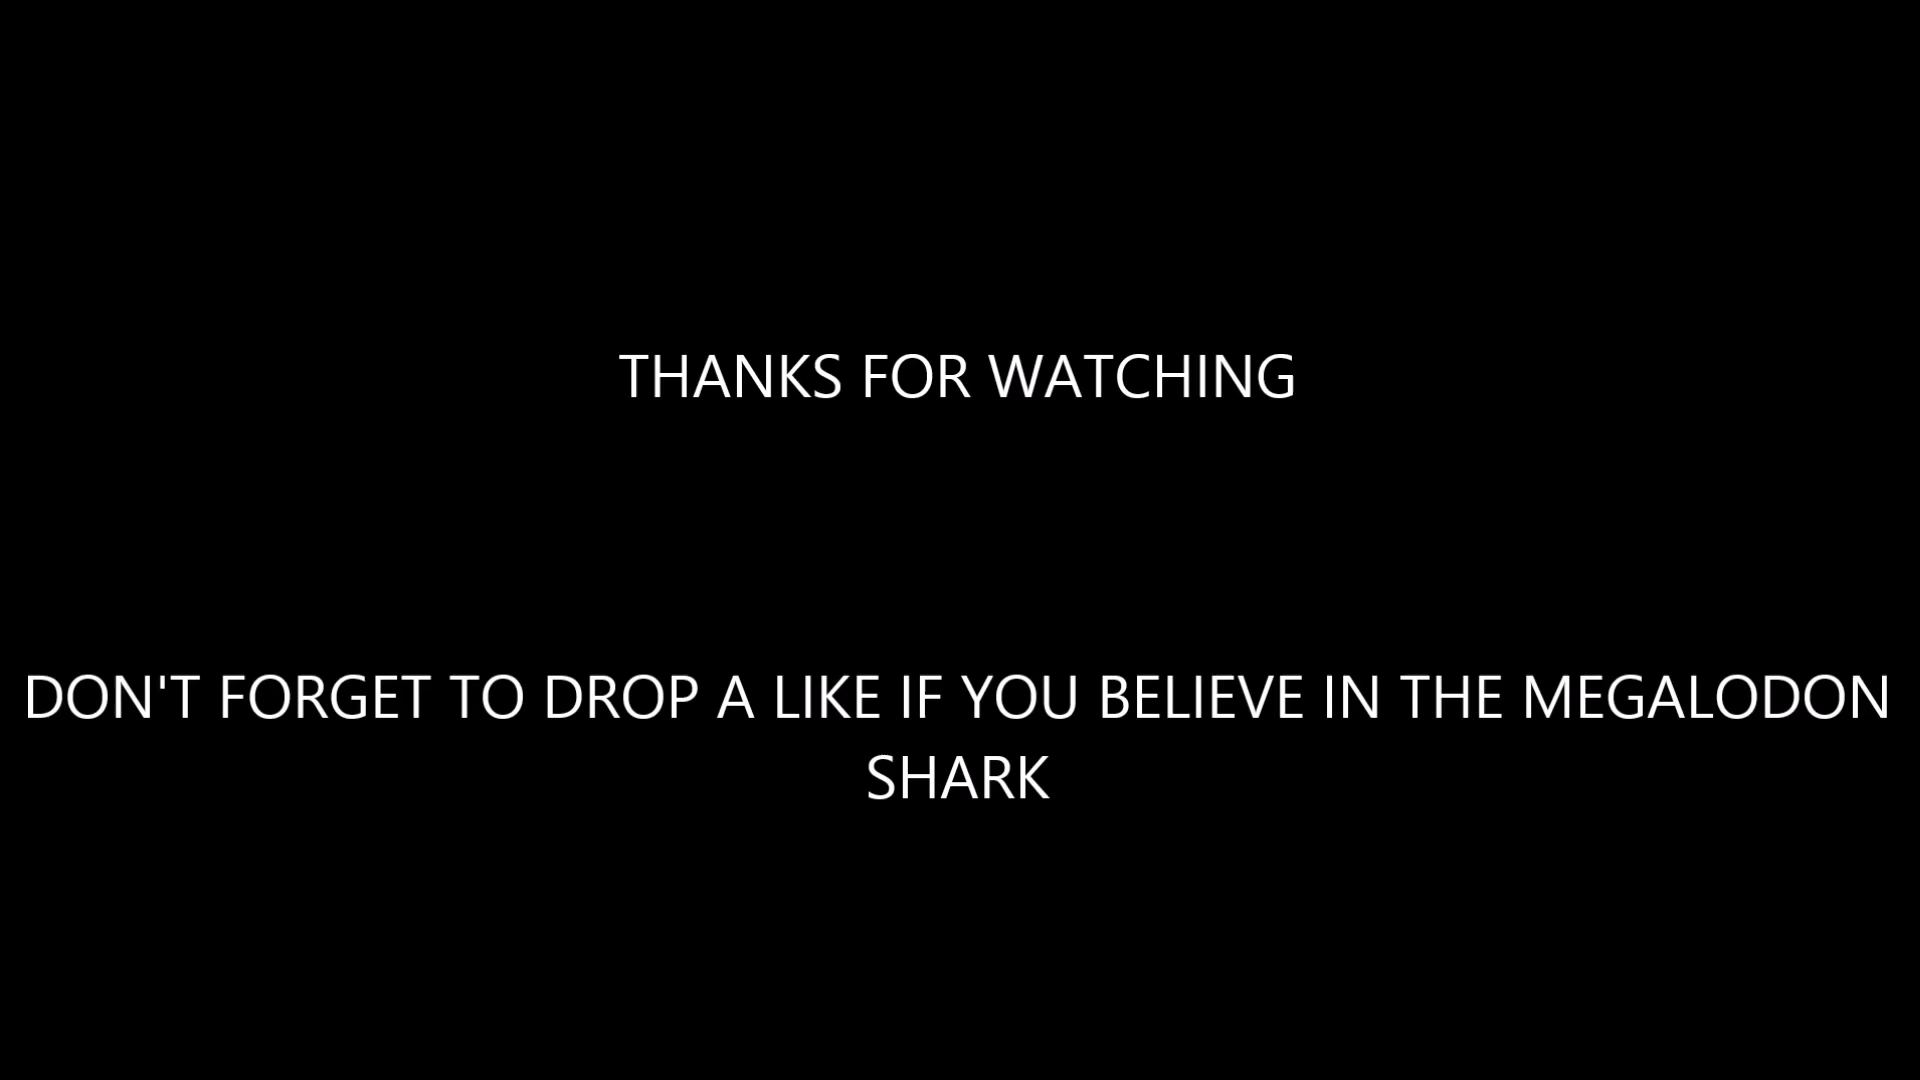 THANKS FOR WATCHING
DON'T FORGET TO DROP A LIKE IF YOU BELIEVE IN THE MEGALODON
SHARK